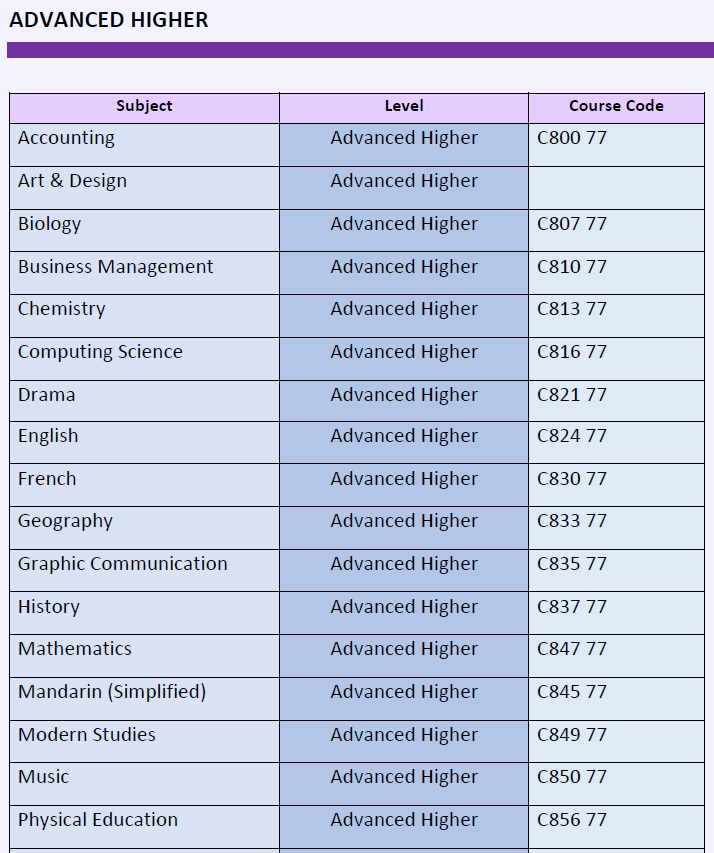 ADVANCED HIGHER
Subject Level Course Code
Accounting Advanced Higher C800 77
Art & Design Advanced Higher
Biology Advanced Higher C807 77
Business Management Advanced Higher C810 77
Chemistry Advanced Higher C813 77
Computing Science Advanced Higher C816 77
Drama Advanced Higher C821 77
English Advanced Higher C824 77
French Advanced Higher C830 77
Geography Advanced Higher C833 77
Graphic Communication Advanced Higher C835 77
History Advanced Higher C837 77
Mathematics Advanced Higher C847 77
Mandarin (Simplified) Advanced Higher C845 77
Modern Studies Advanced Higher C849 77
Music Advanced Higher C850 77
Physical Education Advanced Higher C856 77